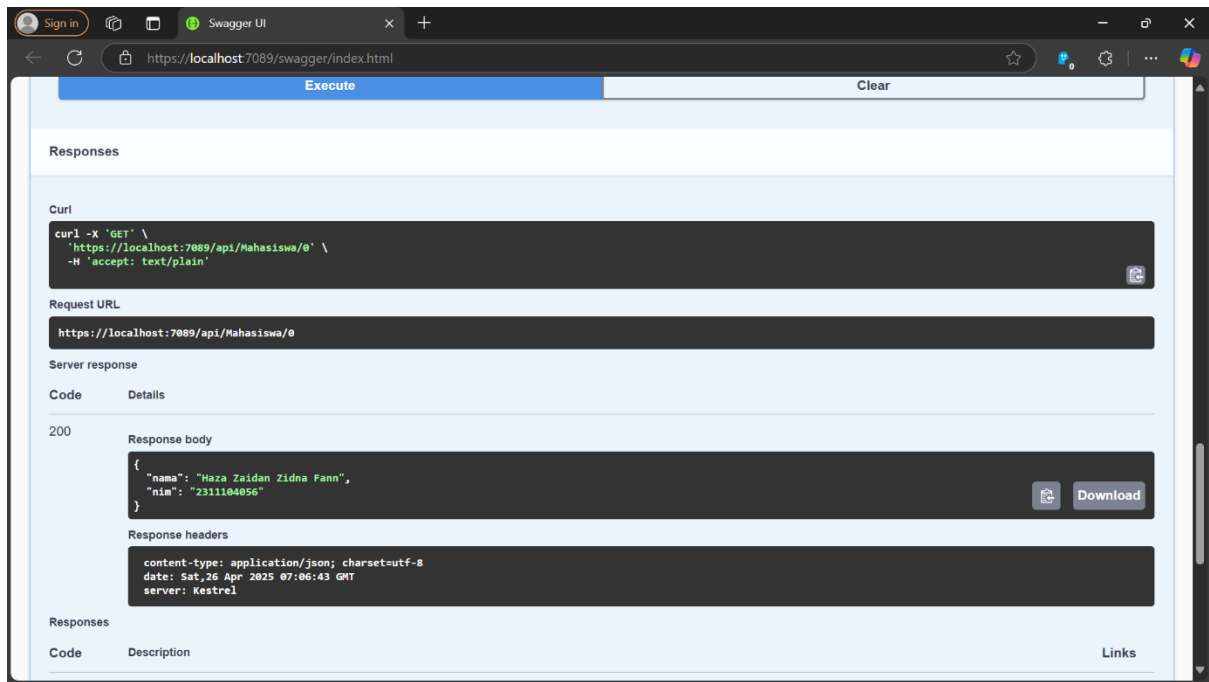 Sign in
Swagger UI
https://localhost:7089/swagger/index.html
0
Execute
Clear
Responses
Curl
curl -X 'GET' \
'https://localhost:7089/api/Mahasiswa/0' \
-H 'accept: text/plain'
Request URL
https://localhost:7089/api/Mahasiswa/0
Server response
Code Details
200
Response body
{
"nama": "Haza Zaidan Zidna Fann",
"nim": "2311104056"
}
Download
Response headers
content-type: application/json; charset=utf-8
date: Sat,26 Apr 2025 07:06:43 GMT
server: Kestrel
Responses
Code Description Links